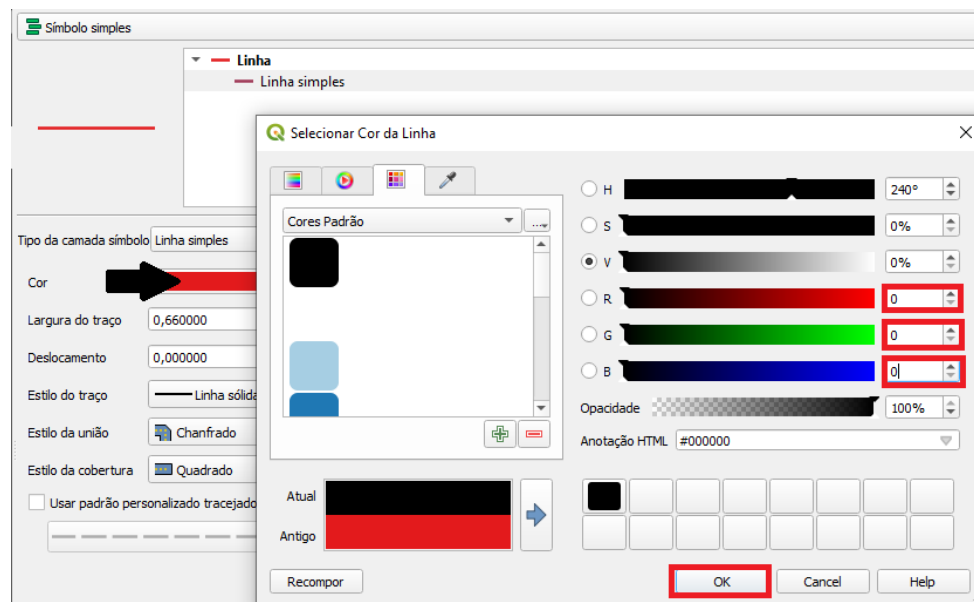 Símbolo simples
Linha
Linha simples
Selecionar Cor da Linha
Cores Padrão
...
H 240°
S 0%
V 0%
R 0
G 0
B 0
Opacidade 100%
Anotação HTML #000000
Tipo da camada símbolo Linha simples
Cor
Largura do traço 0,660000
Deslocamento 0,000000
Estilo do traço Linha sólida
Estilo da união Chanfrado
Estilo da cobertura Quadrado
Usar padrão personalizado tracejado
Atual
Antigo
Recompor
OK Cancel Help